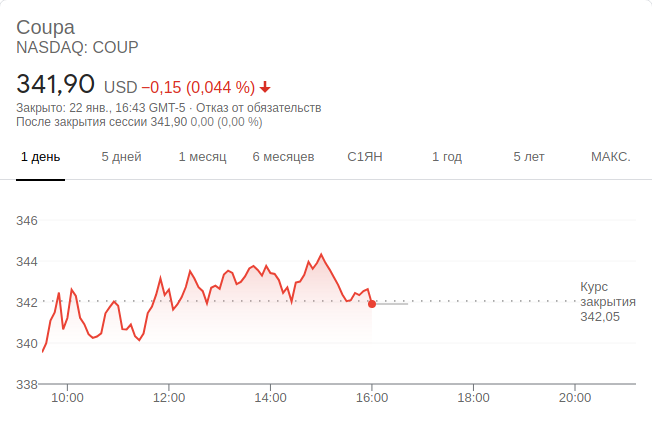 Coupa
NASDAQ: COUP
341,90 USD −0,15 (0,044 %)
Закрыто: 22 янв., 16:43 GMT-5 · Отказ от обязательств
После закрытия сессии 341,90 0,00 (0,00 %)
1 день 5 дней 1 месяц 6 месяцев С1ЯН 1 год 5 лет МАКС.
346
344
342
340
338
Курс
закрытия
342,05
10:00 12:00 14:00 16:00 18:00 20:00